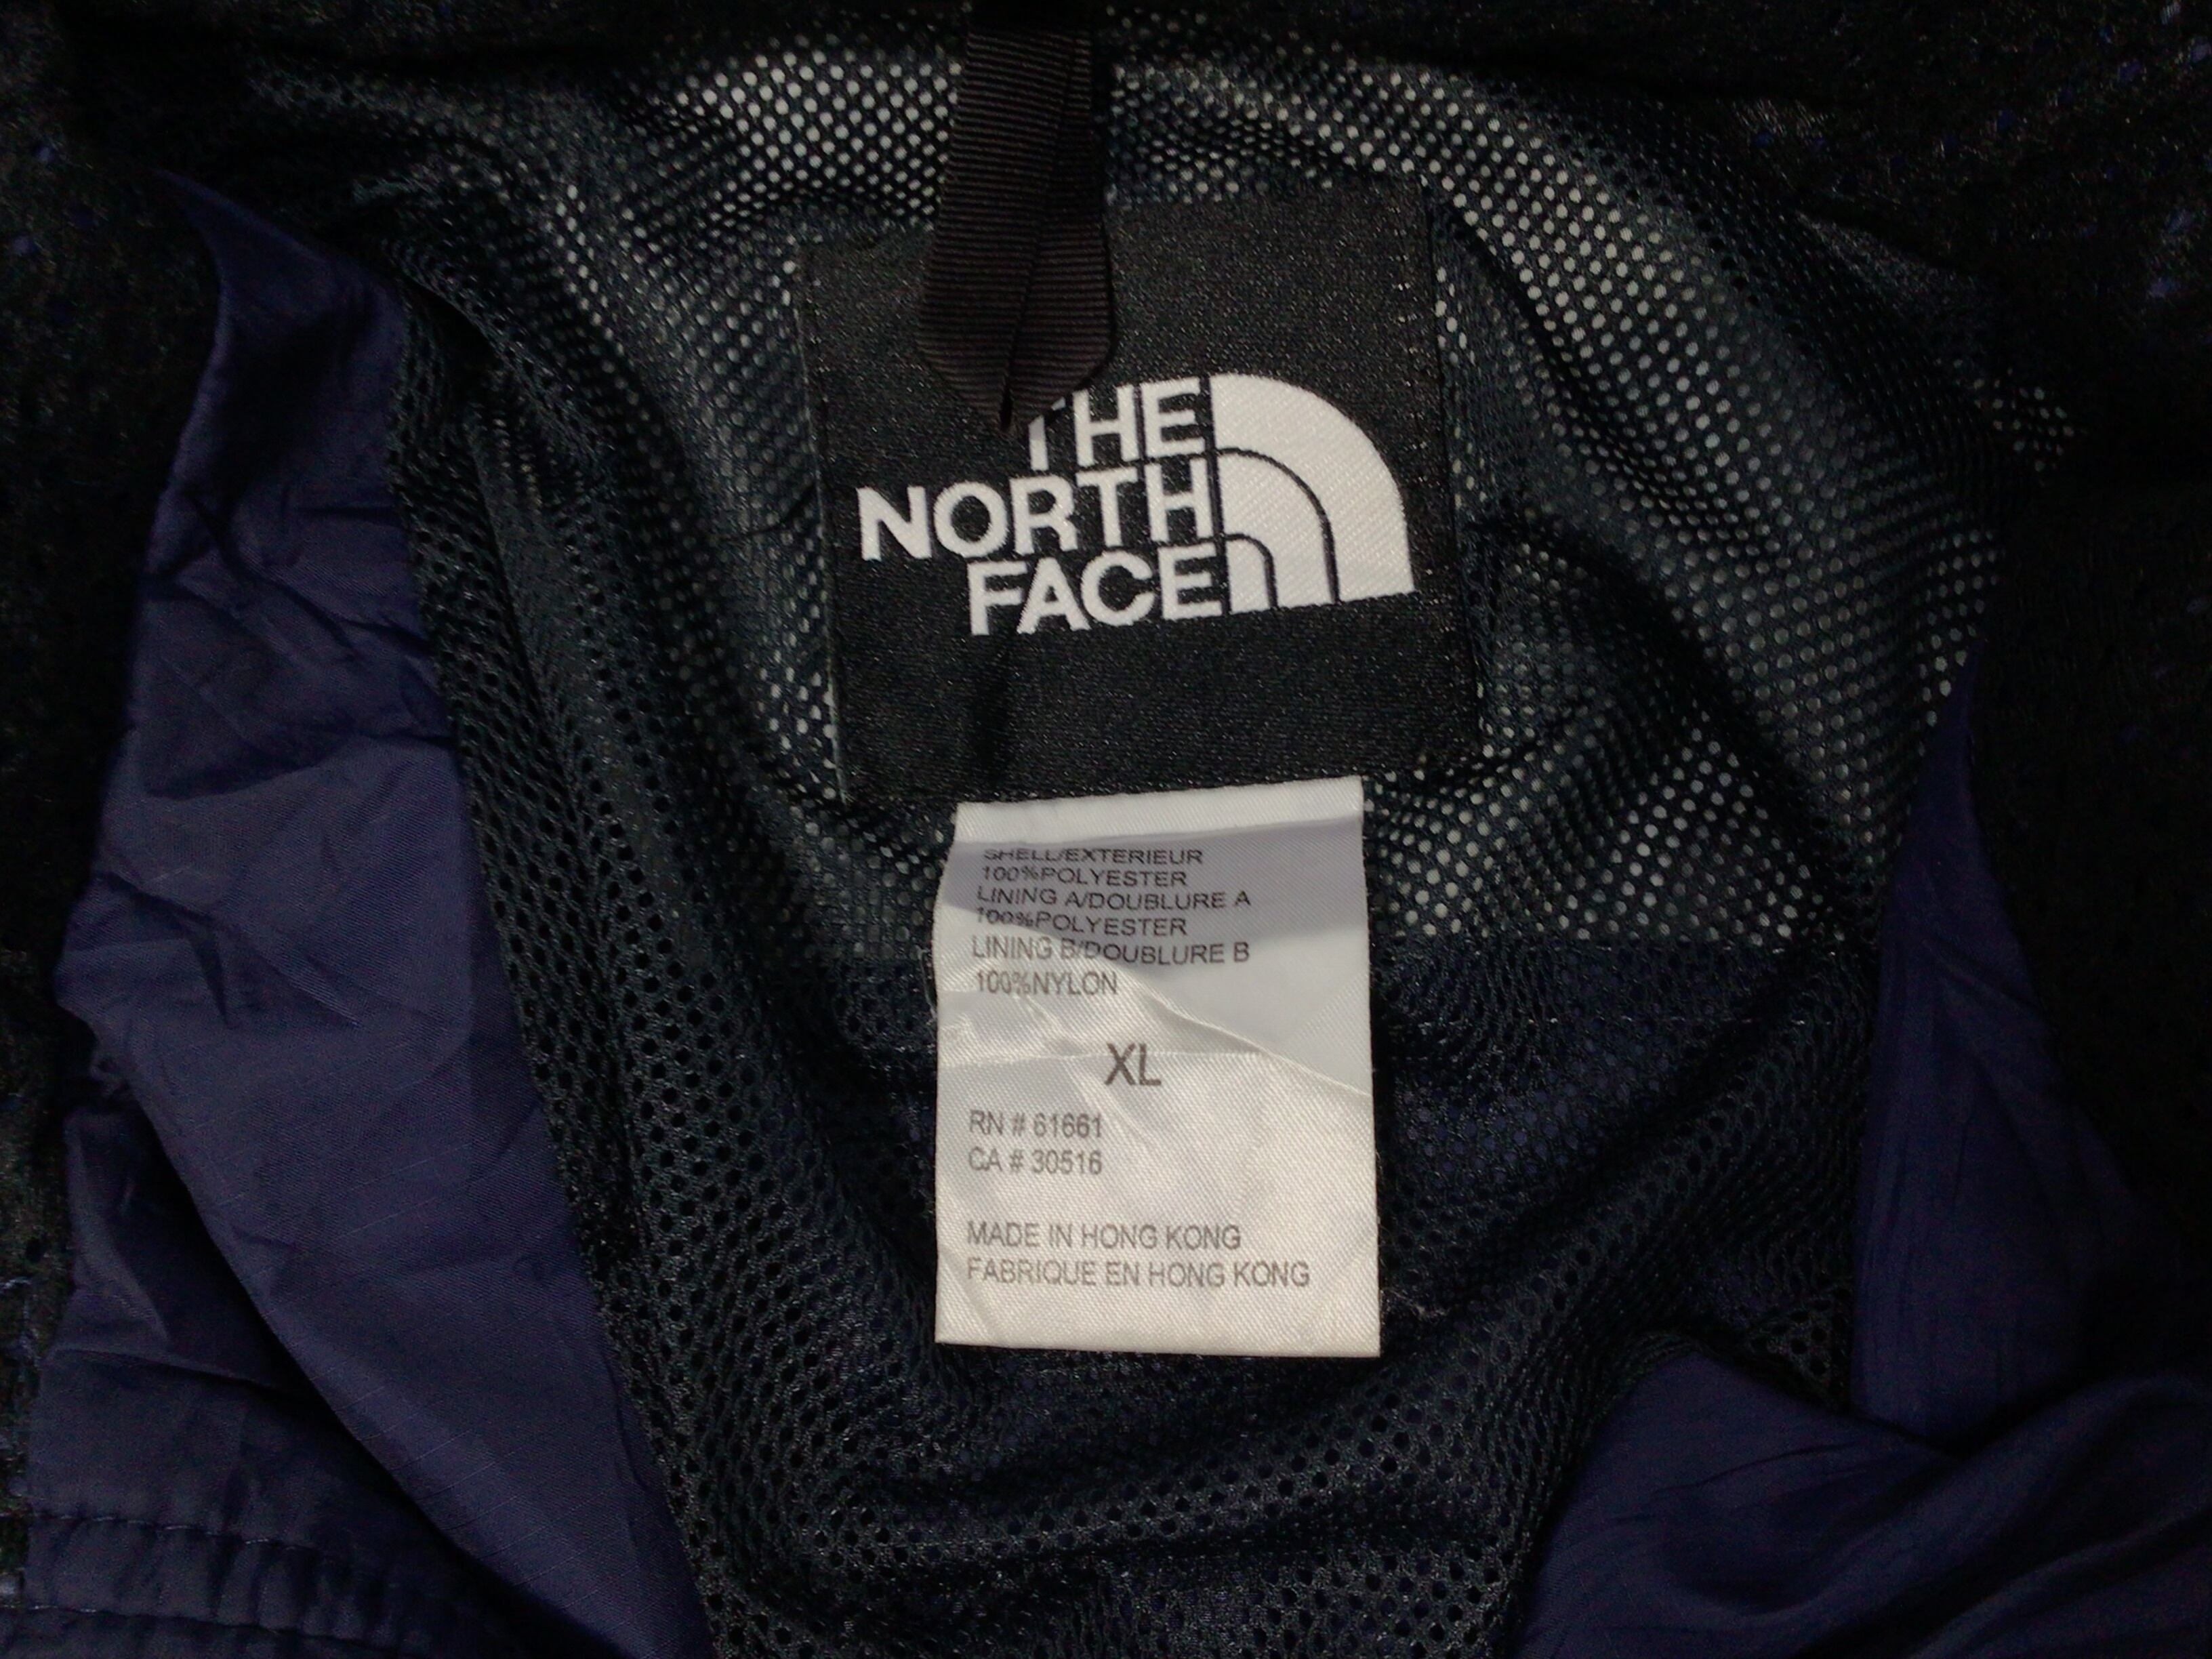 THE
NORTH
FACE
SHELL/EXTERIEUR
100%POLYESTER
LINING A/DOUBLURE A
100%POLYESTER
LINING B/DOUBLURE B
100%NYLON
XL
RN # 61661
CA # 30516
MADE IN HONG KONG
FABRIQUE EN HONG KONG